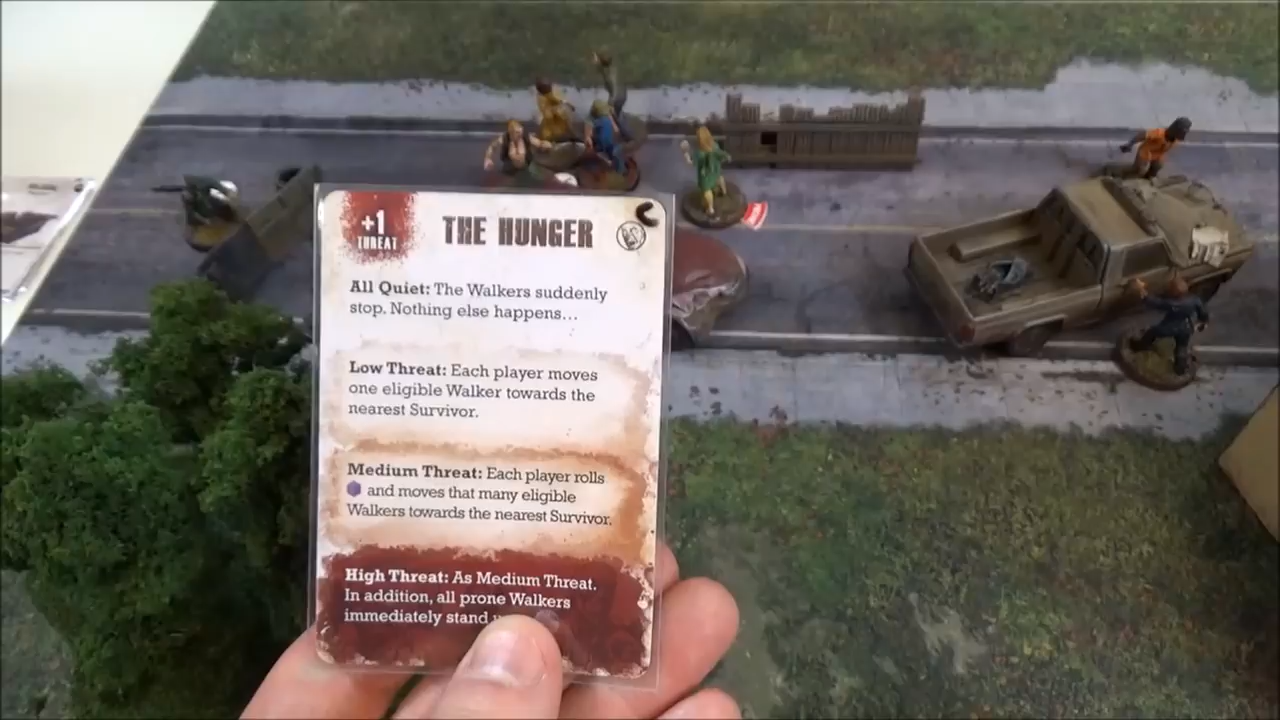 +1
THREAT
THE HUNGER
All Quiet: The Walkers suddenly
stop. Nothing else happens...
Low Threat: Each player moves
one eligible Walker towards the
nearest Survivor.
Medium Threat: Each player rolls
and moves that many eligible
Walkers towards the nearest Survivor.
High Threat: As Medium Threat.
In addition, all prone Walkers
immediately stand